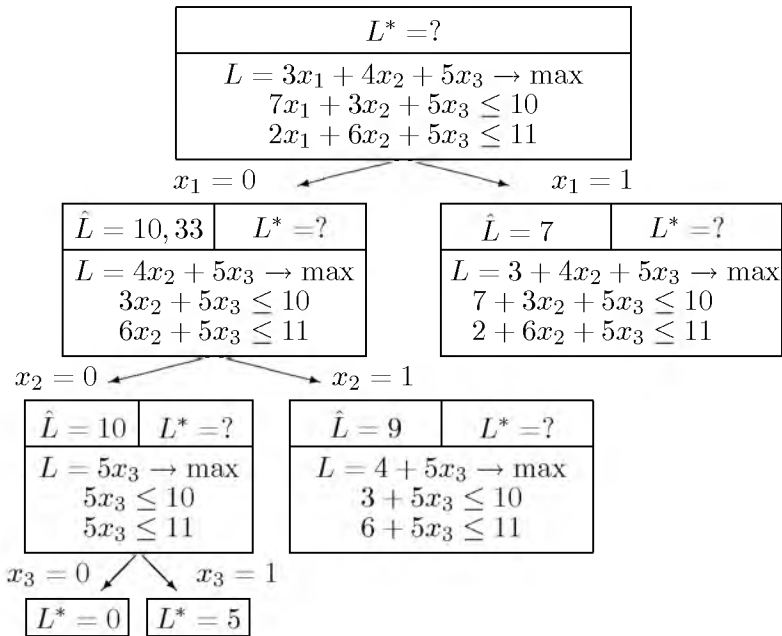 L* =?
L = 3x₁ + 4x₂ + 5x₃ → max
7x₁ + 3x₂ + 5x₃ ≤ 10
2x₁ + 6x₂ + 5x₃ ≤ 11
x₁ = 0
x₁ = 1
L̂ = 10,33 L* =?
L = 4x₂ + 5x₃ → max
3x₂ + 5x₃ ≤ 10
6x₂ + 5x₃ ≤ 11
L̂ = 7 L* =?
L = 3 + 4x₂ + 5x₃ → max
7 + 3x₂ + 5x₃ ≤ 10
2 + 6x₂ + 5x₃ ≤ 11
x₂ = 0
x₂ = 1
L̂ = 10 L* =?
L = 5x₃ → max
5x₃ ≤ 10
5x₃ ≤ 11
L̂ = 9 L* =?
L = 4 + 5x₃ → max
3 + 5x₃ ≤ 10
6 + 5x₃ ≤ 11
x₃ = 0
x₃ = 1
L* = 0
L* = 5